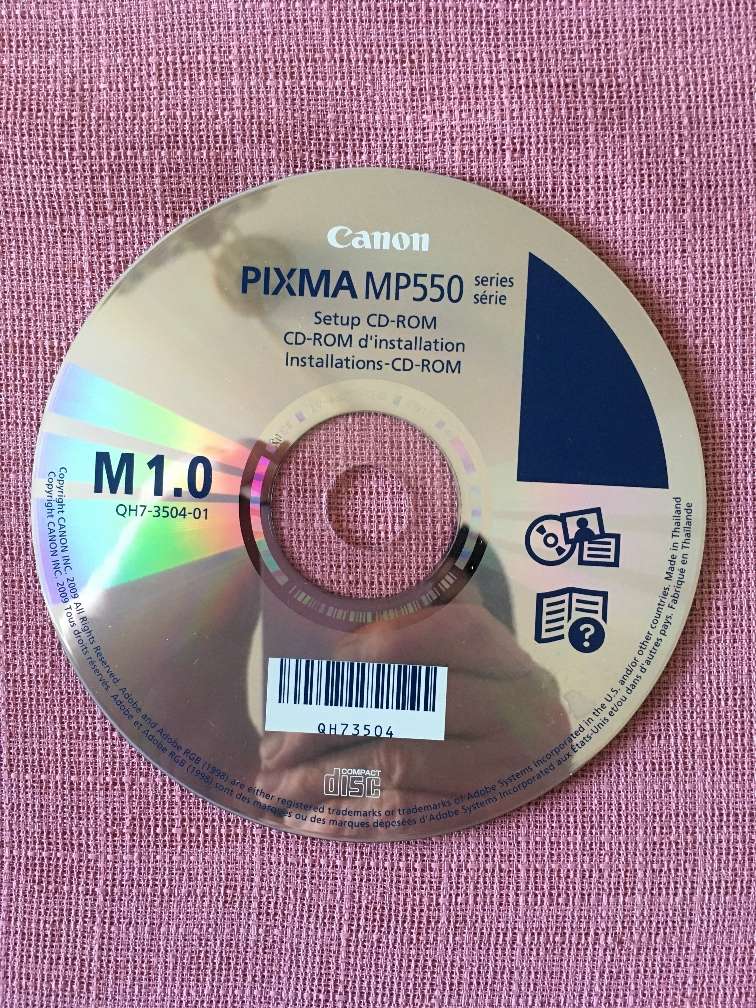 Canon
PIXMA MP550 series
série
Setup CD-ROM
CD-ROM d'installation
Installations-CD-ROM
M 1.0
QH7-3504-01
?
QH73504
COMPACT
disc
Copyright CANON INC. 2009 All Rights Reserved. Adobe and Adobe RGB (1998) are either registered trademarks or trademarks of Adobe Systems Incorporated in the U.S. and/or other countries. Made in Thailand
Copyright CANON INC. 2009 Tous droits réservés. Adobe et Adobe RGB (1998) sont des marques ou des marques déposées d'Adobe Systems Incorporated aux États-Unis et/ou dans d'autres pays. Fabriqué en Thaïlande